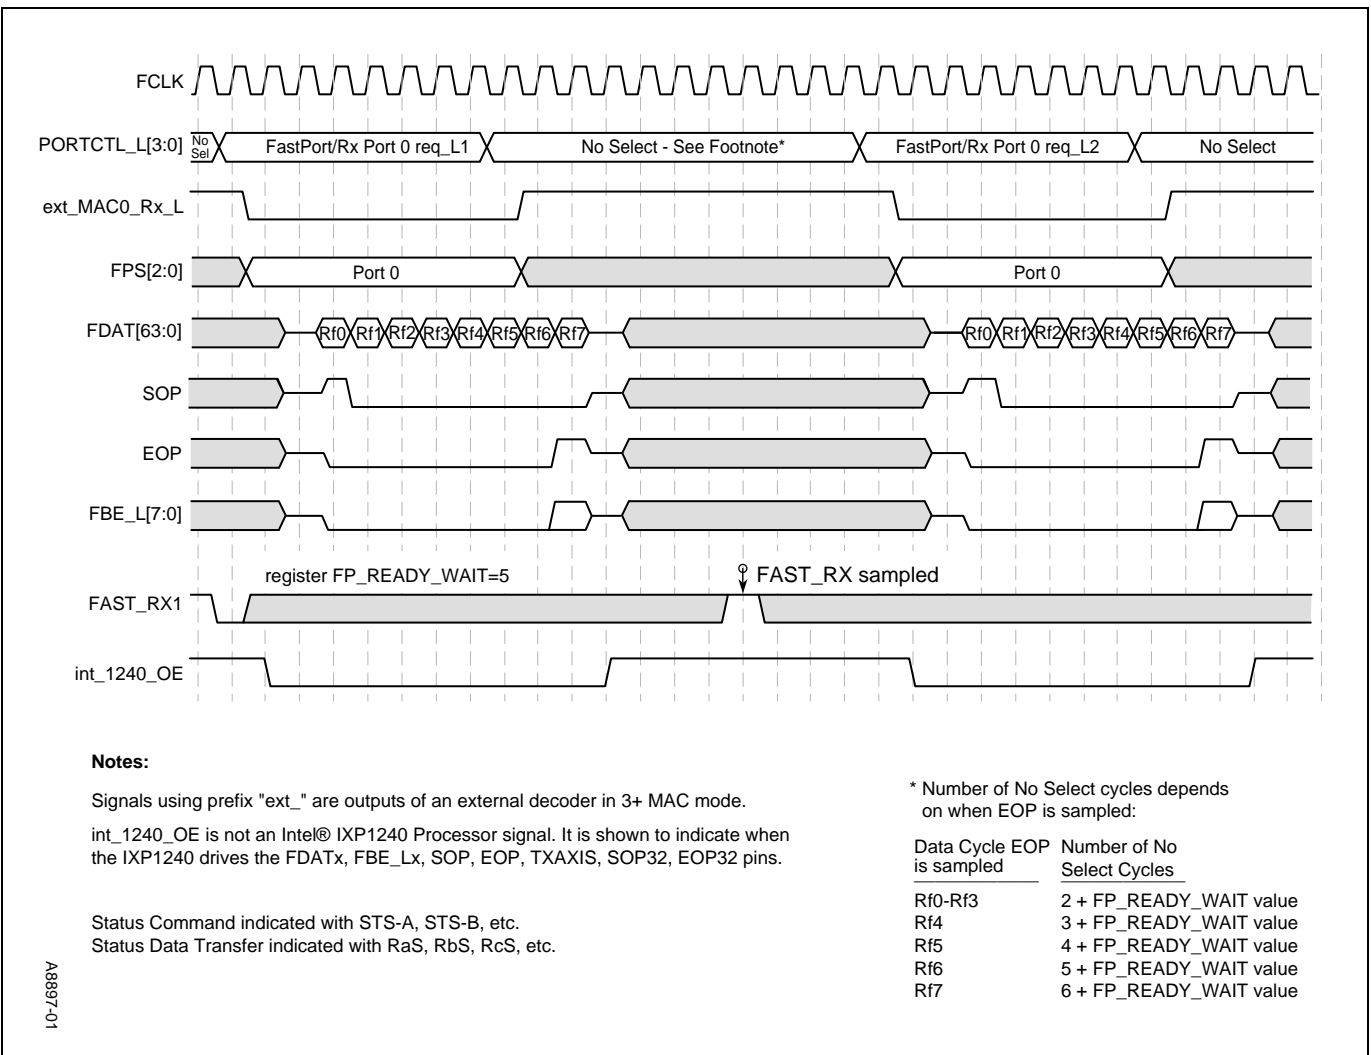 FCLK
PORTCTL_L[3:0] No Sel FastPort/Rx Port 0 req_L1 No Select - See Footnote* FastPort/Rx Port 0 req_L2 No Select
ext_MAC0_Rx_L
FPS[2:0] Port 0 Port 0
FDAT[63:0] Rf0 Rf1 Rf2 Rf3 Rf4 Rf5 Rf6 Rf7 Rf0 Rf1 Rf2 Rf3 Rf4 Rf5 Rf6 Rf7
SOP
EOP
FBE_L[7:0]
register FP_READY_WAIT=5 FAST_RX sampled
FAST_RX1
int_1240_OE
Notes:
Signals using prefix "ext_" are outputs of an external decoder in 3+ MAC mode.
int_1240_OE is not an Intel® IXP1240 Processor signal. It is shown to indicate when
the IXP1240 drives the FDATx, FBE_Lx, SOP, EOP, TXAXIS, SOP32, EOP32 pins.
Status Command indicated with STS-A, STS-B, etc.
Status Data Transfer indicated with RaS, RbS, RcS, etc.
* Number of No Select cycles depends
on when EOP is sampled:
Data Cycle EOP Number of No
is sampled Select Cycles
Rf0-Rf3 2 + FP_READY_WAIT value
Rf4 3 + FP_READY_WAIT value
Rf5 4 + FP_READY_WAIT value
Rf6 5 + FP_READY_WAIT value
Rf7 6 + FP_READY_WAIT value
A8897-01